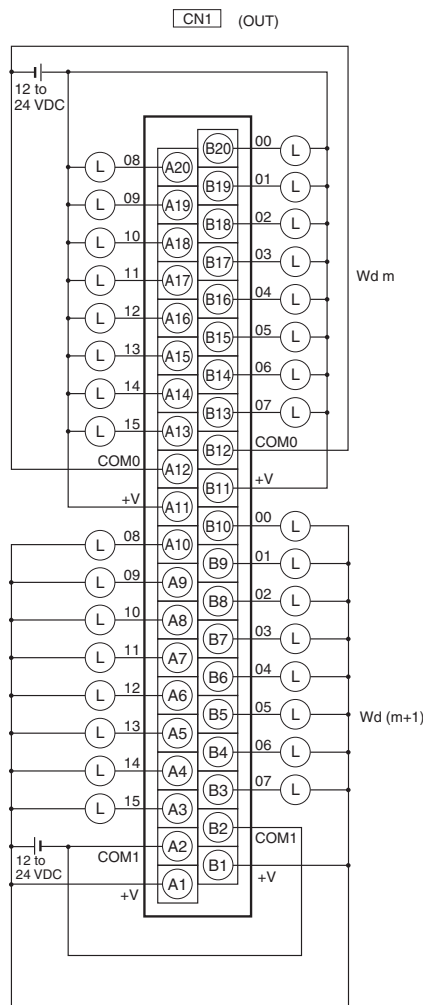 CN1 (OUT)
12 to
24 VDC
00 L
B20
L 08
A20
01 L
B19
L 09
A19
02 L
B18
L 10
A18
03 L
B17
L 11
A17
Wd m
04 L
B16
L 12
A16
05 L
B15
L 13
A15
06 L
B14
L 14
A14
07 L
B13
L 15
A13
COM0
B12
COM0
A12
+V
B11
+V
A11
00 L
B10
L 08
A10
01 L
B9
L 09
A9
02 L
B8
L 10
A8
03 L
B7
L 11
A7
04 L
B6
L 12
A6
05 L
B5
Wd (m+1)
L 13
A5
06 L
B4
L 14
A4
07 L
B3
L 15
A3
B2
COM1
A2
COM1
12 to
24 VDC
B1
+V
A1
+V